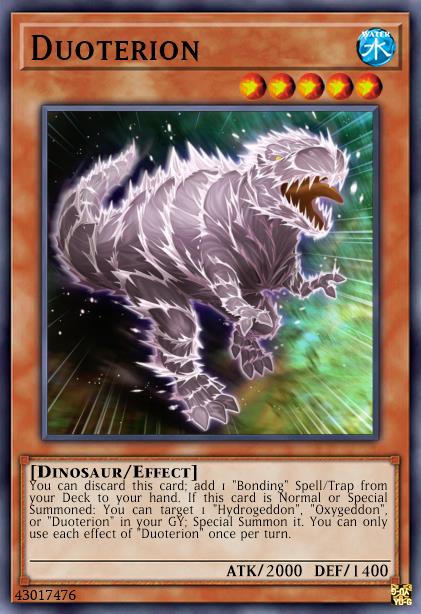 DUOTERION
WATER
水
[DINOSAUR/EFFECT]
You can discard this card; add 1 "Bonding" Spell/Trap from
your Deck to your hand. If this card is Normal or Special
Summoned: You can target 1 "Hydrogeddon", "Oxygeddon",
or "Duoterion" in your GY; Special Summon it. You can only
use each effect of "Duoterion" once per turn.
ATK/2000 DEF/1400
43017476